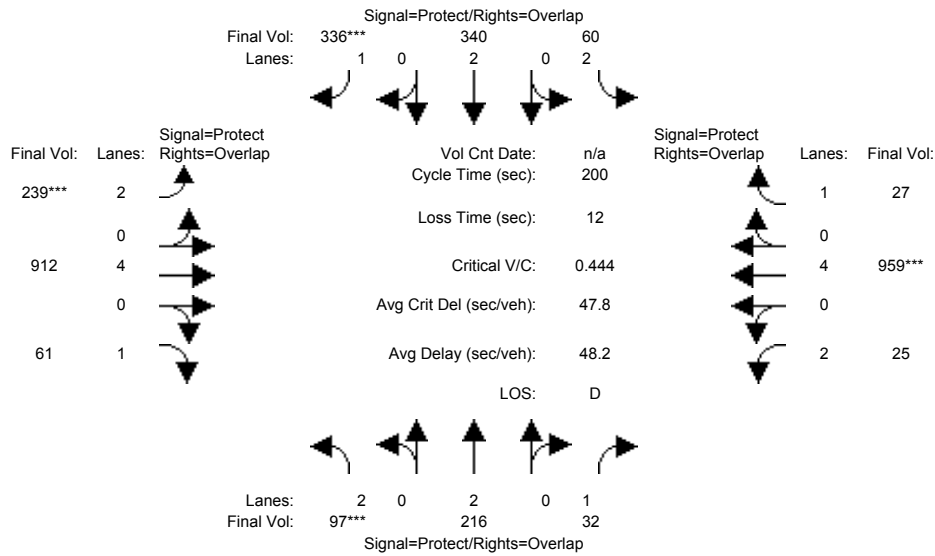 Signal=Protect/Rights=Overlap
Final Vol: 336*** 340 60
Lanes: 1 0 2 0 2
Signal=Protect
Final Vol: Lanes: Rights=Overlap
Vol Cnt Date: n/a
Signal=Protect
Rights=Overlap Lanes: Final Vol:
Cycle Time (sec): 200
239*** 2
1 27
Loss Time (sec): 12
0
0
912 4
Critical V/C: 0.444
4 959***
0
Avg Crit Del (sec/veh): 47.8
0
61 1
Avg Delay (sec/veh): 48.2
2 25
LOS: D
Lanes: 2 0 2 0 1
Final Vol: 97*** 216 32
Signal=Protect/Rights=Overlap